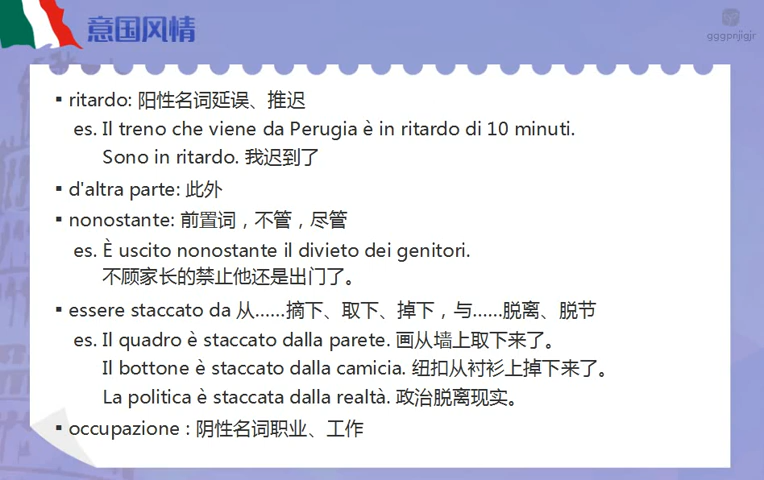 意国风情
gggpnjigjr
▪ ritardo: 阳性名词延误、推迟
es. Il treno che viene da Perugia è in ritardo di 10 minuti.
Sono in ritardo. 我迟到了
▪ d'altra parte: 此外
▪ nonostante: 前置词，不管，尽管
es. È uscito nonostante il divieto dei genitori.
不顾家长的禁止他还是出门了。
▪ essere staccato da 从……摘下、取下、掉下，与……脱离、脱节
es. Il quadro è staccato dalla parete. 画从墙上取下来了。
Il bottone è staccato dalla camicia. 纽扣从衬衫上掉下来了。
La politica è staccata dalla realtà. 政治脱离现实。
▪ occupazione : 阴性名词职业、工作